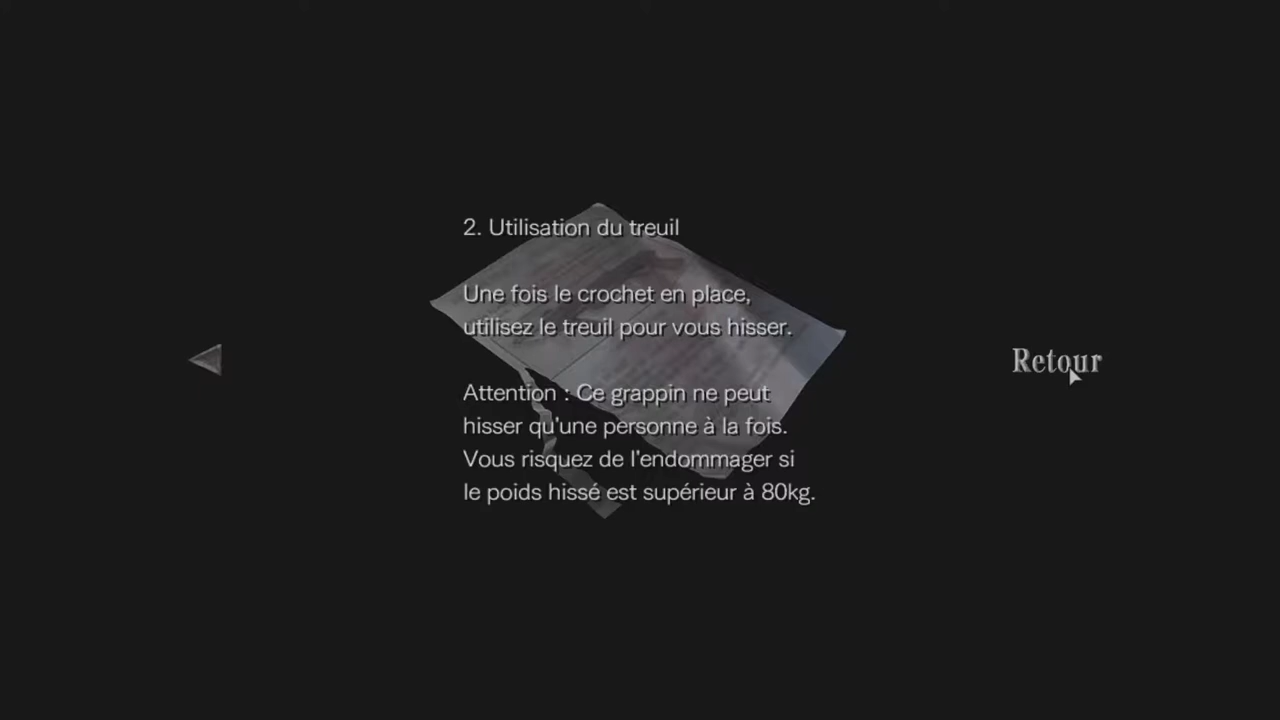 2. Utilisation du treuil
Une fois le crochet en place,
utilisez le treuil pour vous hisser.
Attention : Ce grappin ne peut
hisser qu'une personne à la fois.
Vous risquez de l'endommager si
le poids hissé est supérieur à 80kg.
Retour